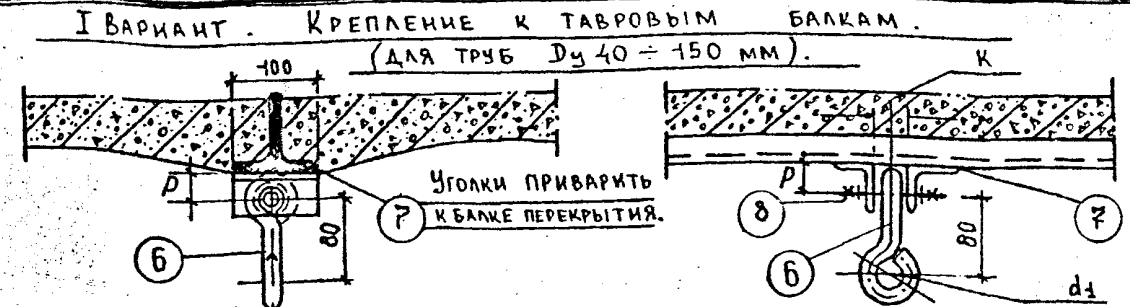 I ВАРИАНТ. КРЕПЛЕНИЕ К ТАВРОВЫМ БАЛКАМ.
(ДЛЯ ТРУБ Dу 40 ÷ 150 мм).
100
К
Р
Уголки приварить
к балке перекрытия.
7
6
80
Р
8
7
6
80
d1